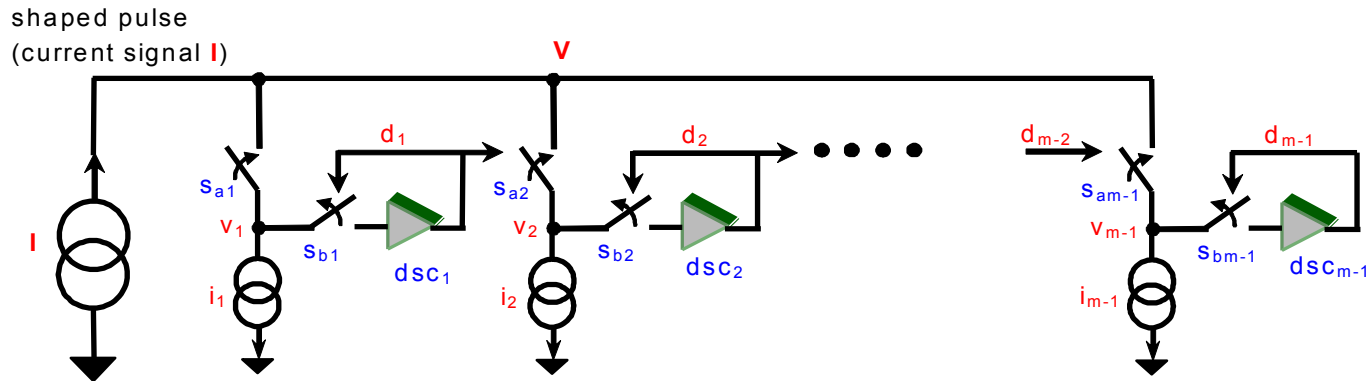 shaped pulse
(current signal I)
V
d1 d2 dm-2 dm-1
sa1 sa2 sam-1
I v1 sb1 v2 sb2 vm-1 sbm-1
dsc1 dsc2 dscm-1
i1 i2 im-1